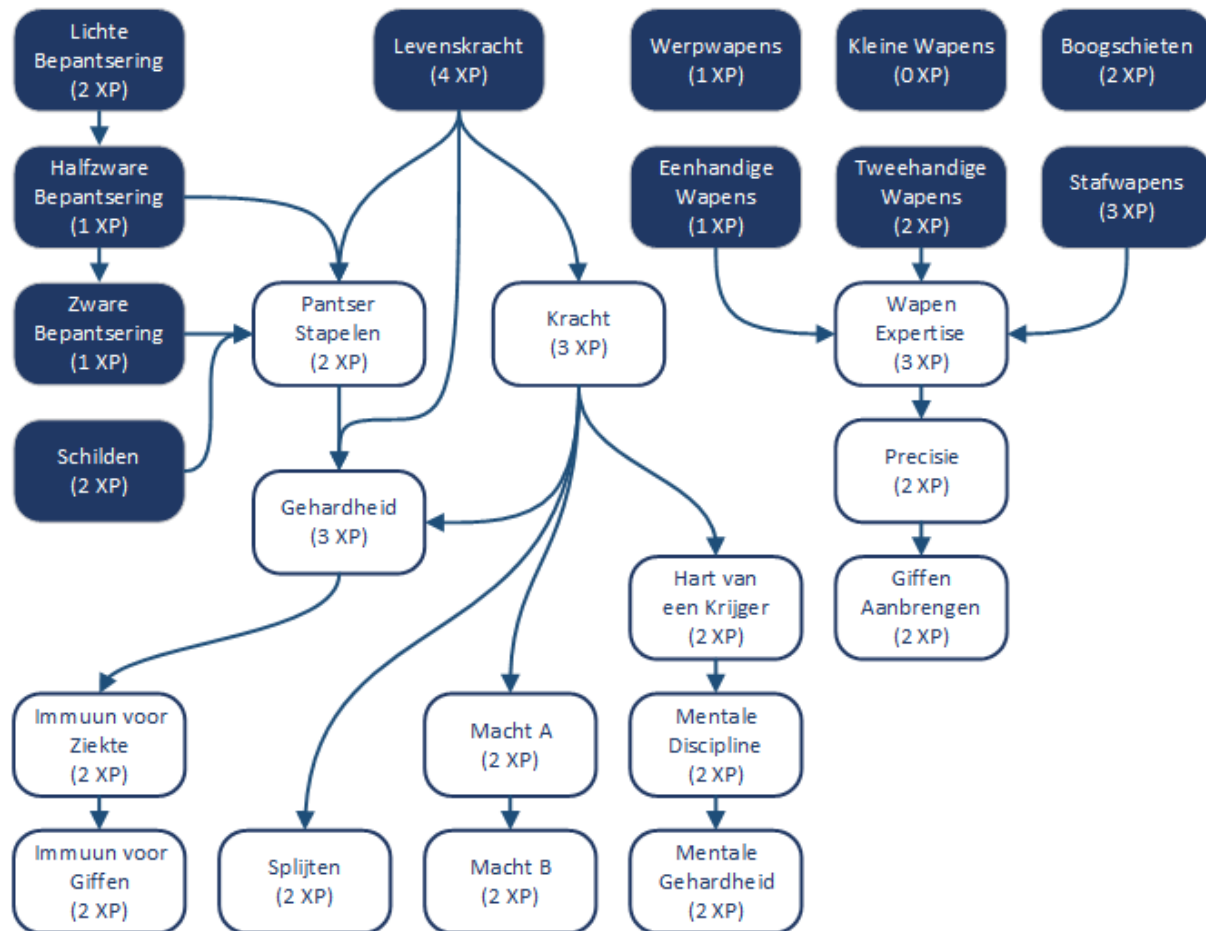 Lichte
Bepantsering
(2 XP)
Levenskracht
(4 XP)
Werpwapens
(1 XP)
Kleine Wapens
(0 XP)
Boogschieten
(2 XP)
Halfzware
Bepantsering
(1 XP)
Eenhandige
Wapens
(1 XP)
Tweehandige
Wapens
(2 XP)
Stafwapens
(3 XP)
Zware
Bepantsering
(1 XP)
Pantser
Stapelen
(2 XP)
Kracht
(3 XP)
Wapen
Expertise
(3 XP)
Schilden
(2 XP)
Gehardheid
(3 XP)
Precisie
(2 XP)
Hart van
een Krijger
(2 XP)
Giffen
Aanbrengen
(2 XP)
Immuun voor
Ziekte
(2 XP)
Macht A
(2 XP)
Mentale
Discipline
(2 XP)
Immuun voor
Giffen
(2 XP)
Splijten
(2 XP)
Macht B
(2 XP)
Mentale
Gehardheid
(2 XP)